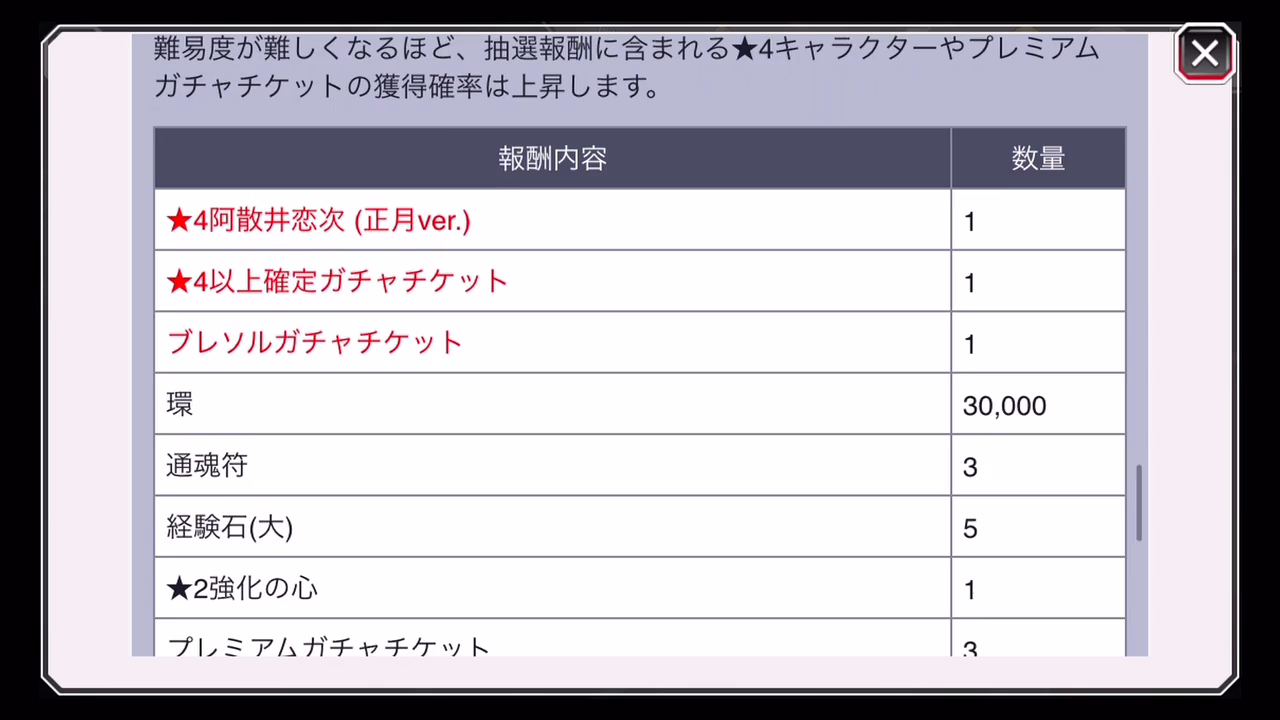 難易度が難しくなるほど、抽選報酬に含まれる★4キャラクターやプレミアム
ガチャチケットの獲得確率は上昇します。
報酬内容 数量
★4阿散井恋次 (正月ver.) 1
★4以上確定ガチャチケット 1
ブレソルガチャチケット 1
環 30,000
通魂符 3
経験石(大) 5
★2強化の心 1
プレミアムガチャチケット 3